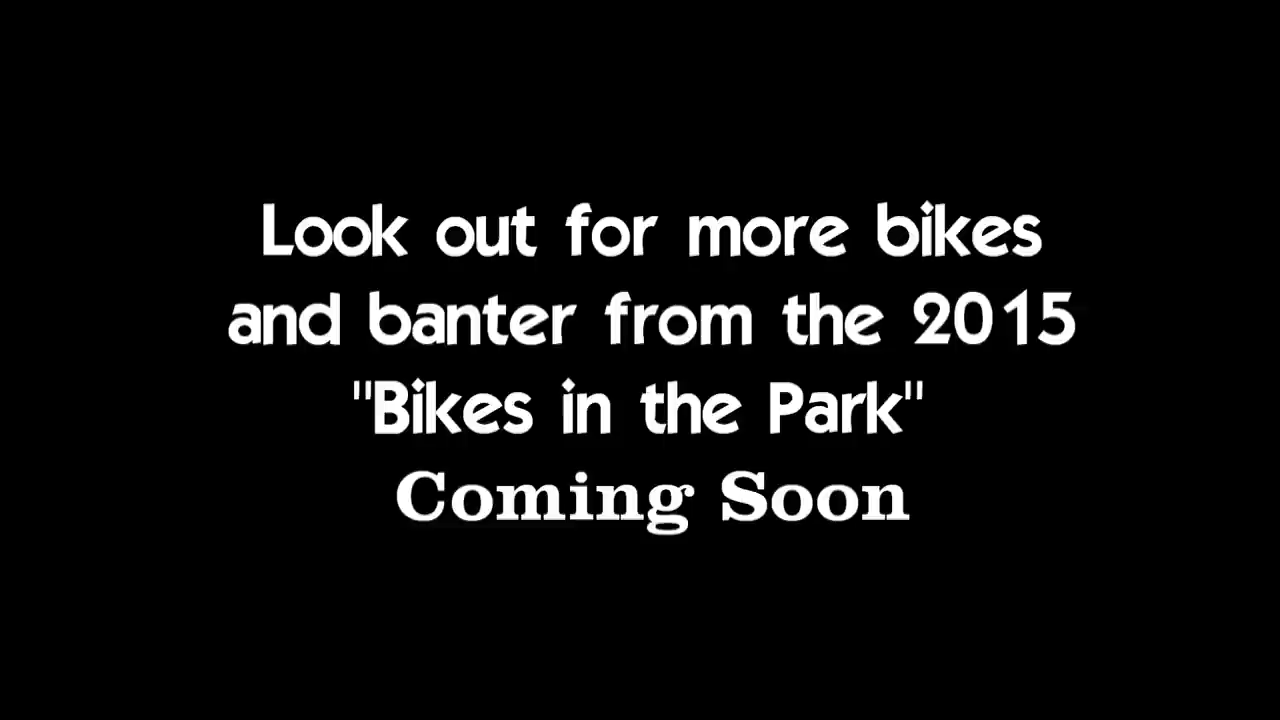 Look out for more bikes
and banter from the 2015
"Bikes in the Park"
Coming Soon